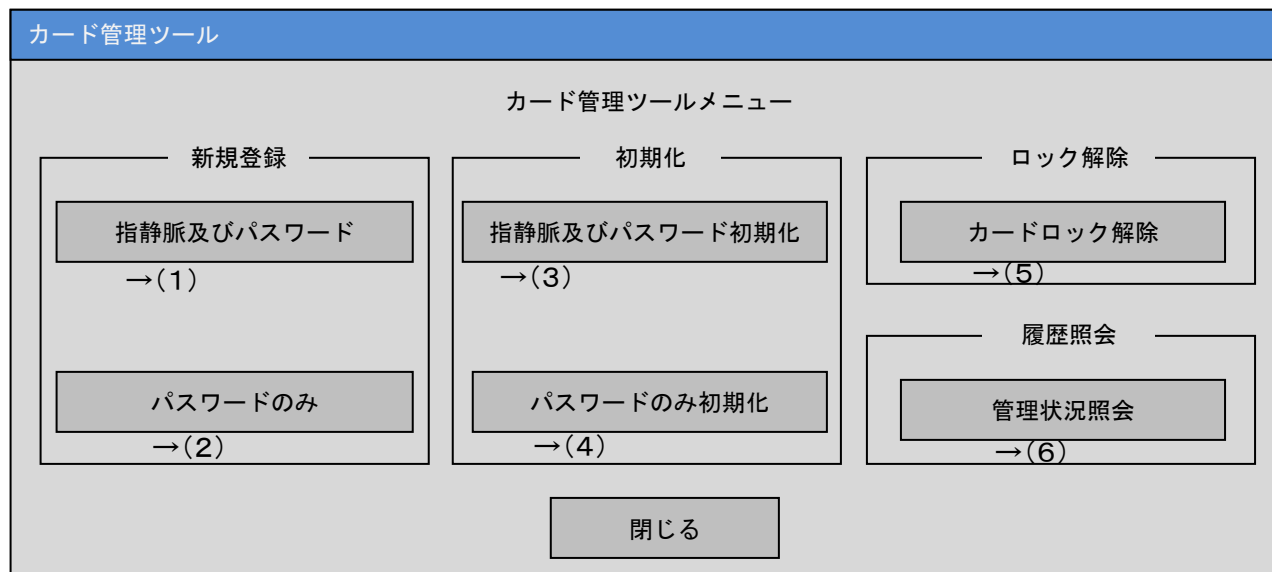 カード管理ツール
カード管理ツールメニュー
新規登録
指静脈及びパスワード
→(1)
パスワードのみ
→(2)
初期化
指静脈及びパスワード初期化
→(3)
パスワードのみ初期化
→(4)
ロック解除
カードロック解除
→(5)
履歴照会
管理状況照会
→(6)
閉じる